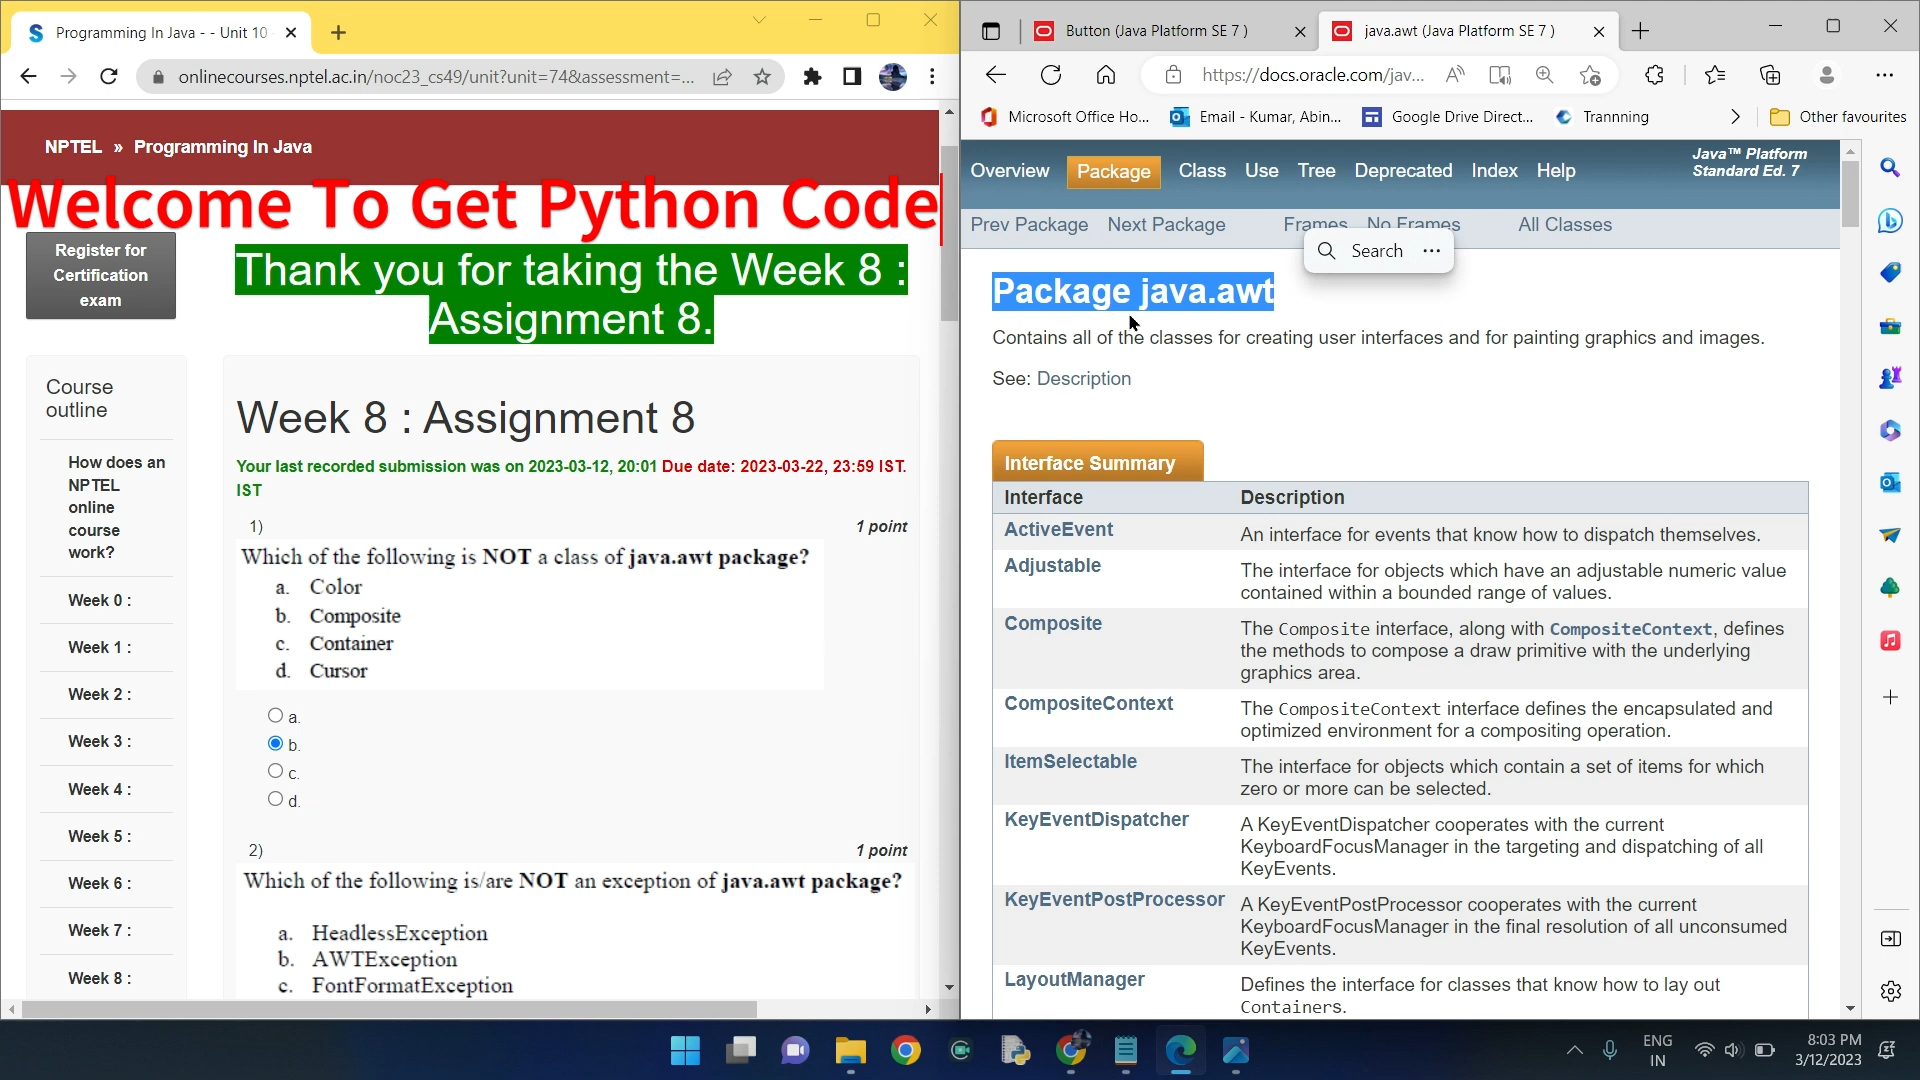 Programming In Java - - Unit 10
onlinecourses.nptel.ac.in/noc23_cs49/unit?unit=74&assessment=...
NPTEL » Programming In Java
Welcome To Get Python Code
Register for
Certification
exam
Thank you for taking the Week 8 :
Assignment 8.
Course
outline
How does an
NPTEL
online
course
work?
Week 0 :
Week 1 :
Week 2 :
Week 3 :
Week 4 :
Week 5 :
Week 6 :
Week 7 :
Week 8 :
Week 8 : Assignment 8
Your last recorded submission was on 2023-03-12, 20:01 Due date: 2023-03-22, 23:59 IST.
IST
1) 1 point
Which of the following is NOT a class of java.awt package?
a. Color
b. Composite
c. Container
d. Cursor
a.
b.
c.
d.
2) 1 point
Which of the following is/are NOT an exception of java.awt package?
a. HeadlessException
b. AWTException
c. FontFormatException
Button (Java Platform SE 7 )
java.awt (Java Platform SE 7 )
https://docs.oracle.com/jav...
Microsoft Office Ho...
Email - Kumar, Abin...
Google Drive Direct...
Trannning
Other favourites
Overview Package Class Use Tree Deprecated Index Help
Java™ Platform
Standard Ed. 7
Prev Package Next Package Frames No Frames All Classes
Search
Package java.awt
Contains all of the classes for creating user interfaces and for painting graphics and images.
See: Description
Interface Summary
Interface Description
ActiveEvent An interface for events that know how to dispatch themselves.
Adjustable The interface for objects which have an adjustable numeric value
contained within a bounded range of values.
Composite The Composite interface, along with CompositeContext, defines
the methods to compose a draw primitive with the underlying
graphics area.
CompositeContext The CompositeContext interface defines the encapsulated and
optimized environment for a compositing operation.
ItemSelectable The interface for objects which contain a set of items for which
zero or more can be selected.
KeyEventDispatcher A KeyEventDispatcher cooperates with the current
KeyboardFocusManager in the targeting and dispatching of all
KeyEvents.
KeyEventPostProcessor A KeyEventPostProcessor cooperates with the current
KeyboardFocusManager in the final resolution of all unconsumed
KeyEvents.
LayoutManager Defines the interface for classes that know how to lay out
Containers.
ENG
IN
8:03 PM
3/12/2023